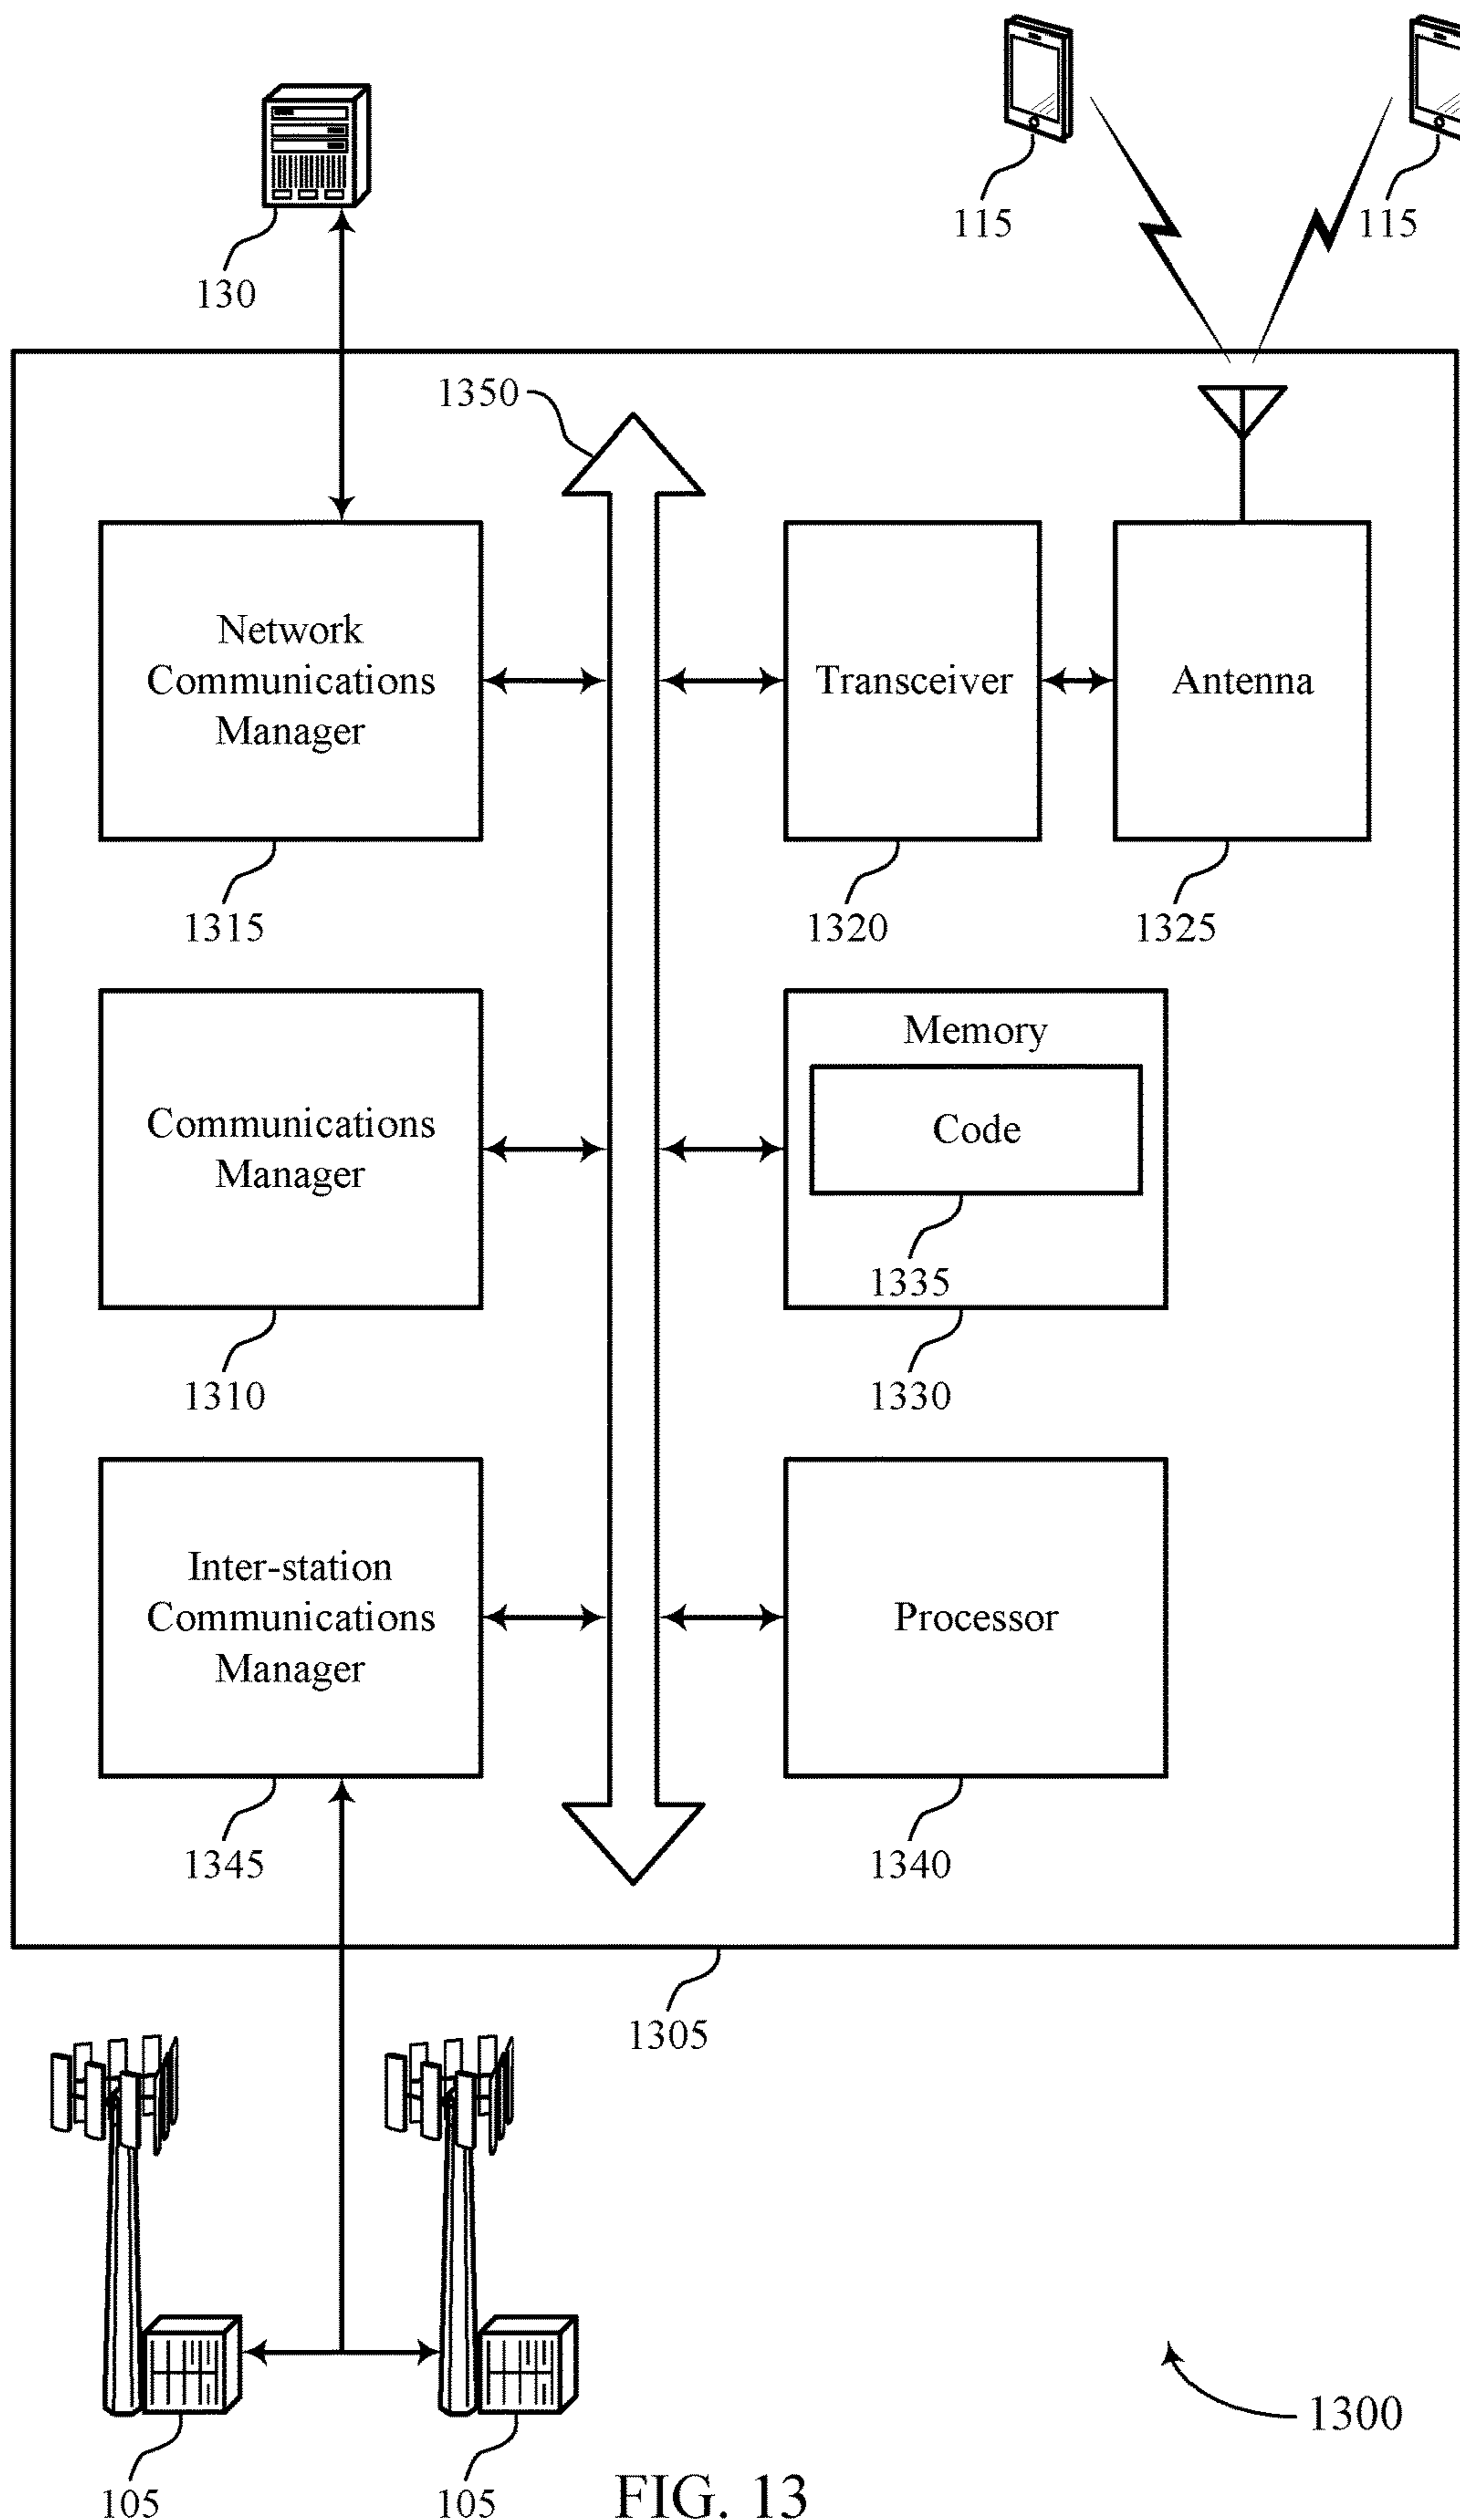 115
115
130
1350
Network
Communications
Manager
Transceiver
Antenna
1315
1320
1325
Communications
Manager
Memory
Code
1335
1310
1330
Inter-station
Communications
Manager
Processor
1345
1340
1305
1300
105
105
FIG. 13